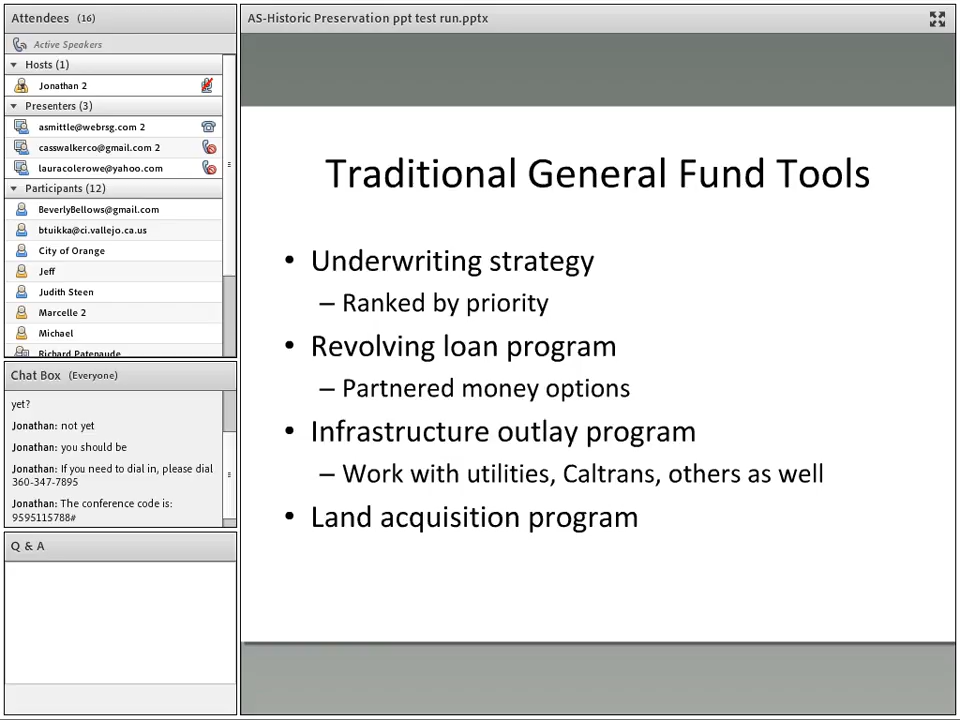 Attendees (16)
Active Speakers
Hosts (1)
Jonathan 2
Presenters (3)
asmittle@webrsg.com 2
casswalkerco@gmail.com 2
lauracolerowe@yahoo.com
Participants (12)
BeverlyBellows@gmail.com
btuikka@ci.vallejo.ca.us
City of Orange
Jeff
Judith Steen
Marcelle 2
Michael
Richard Patenaude
Chat Box (Everyone)
yet?
Jonathan: not yet
Jonathan: you should be
Jonathan: If you need to dial in, please dial
360-347-7895
Jonathan: The conference code is:
9595115788#
Q & A
AS-Historic Preservation ppt test run.pptx
Traditional General Fund Tools
• Underwriting strategy
– Ranked by priority
• Revolving loan program
– Partnered money options
• Infrastructure outlay program
– Work with utilities, Caltrans, others as well
• Land acquisition program